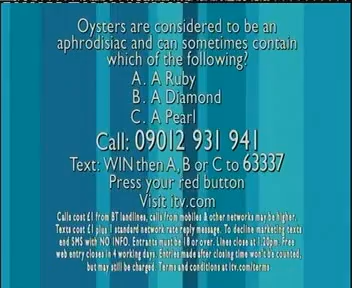 Oysters are considered to be an
aphrodisiac and can sometimes contain
which of the following?
A. A Ruby
B. A Diamond
C. A Pearl
Call: 09012 931 941
Text: WIN then A, B or C to 63337
Press your red button
Visit itv.com
Calls cost £1 from BT landlines, calls from mobiles & other networks may be higher.
Texts cost £1 plus 1 standard network rate reply message. To decline marketing texts
end SMS with NO INFO. Entrants must be 18 or over. Lines close at 1:20pm. Free
web entry closes in 4 working days. Entries made after closing time won't be counted,
but may still be charged. Terms and conditions at itv.com/terms